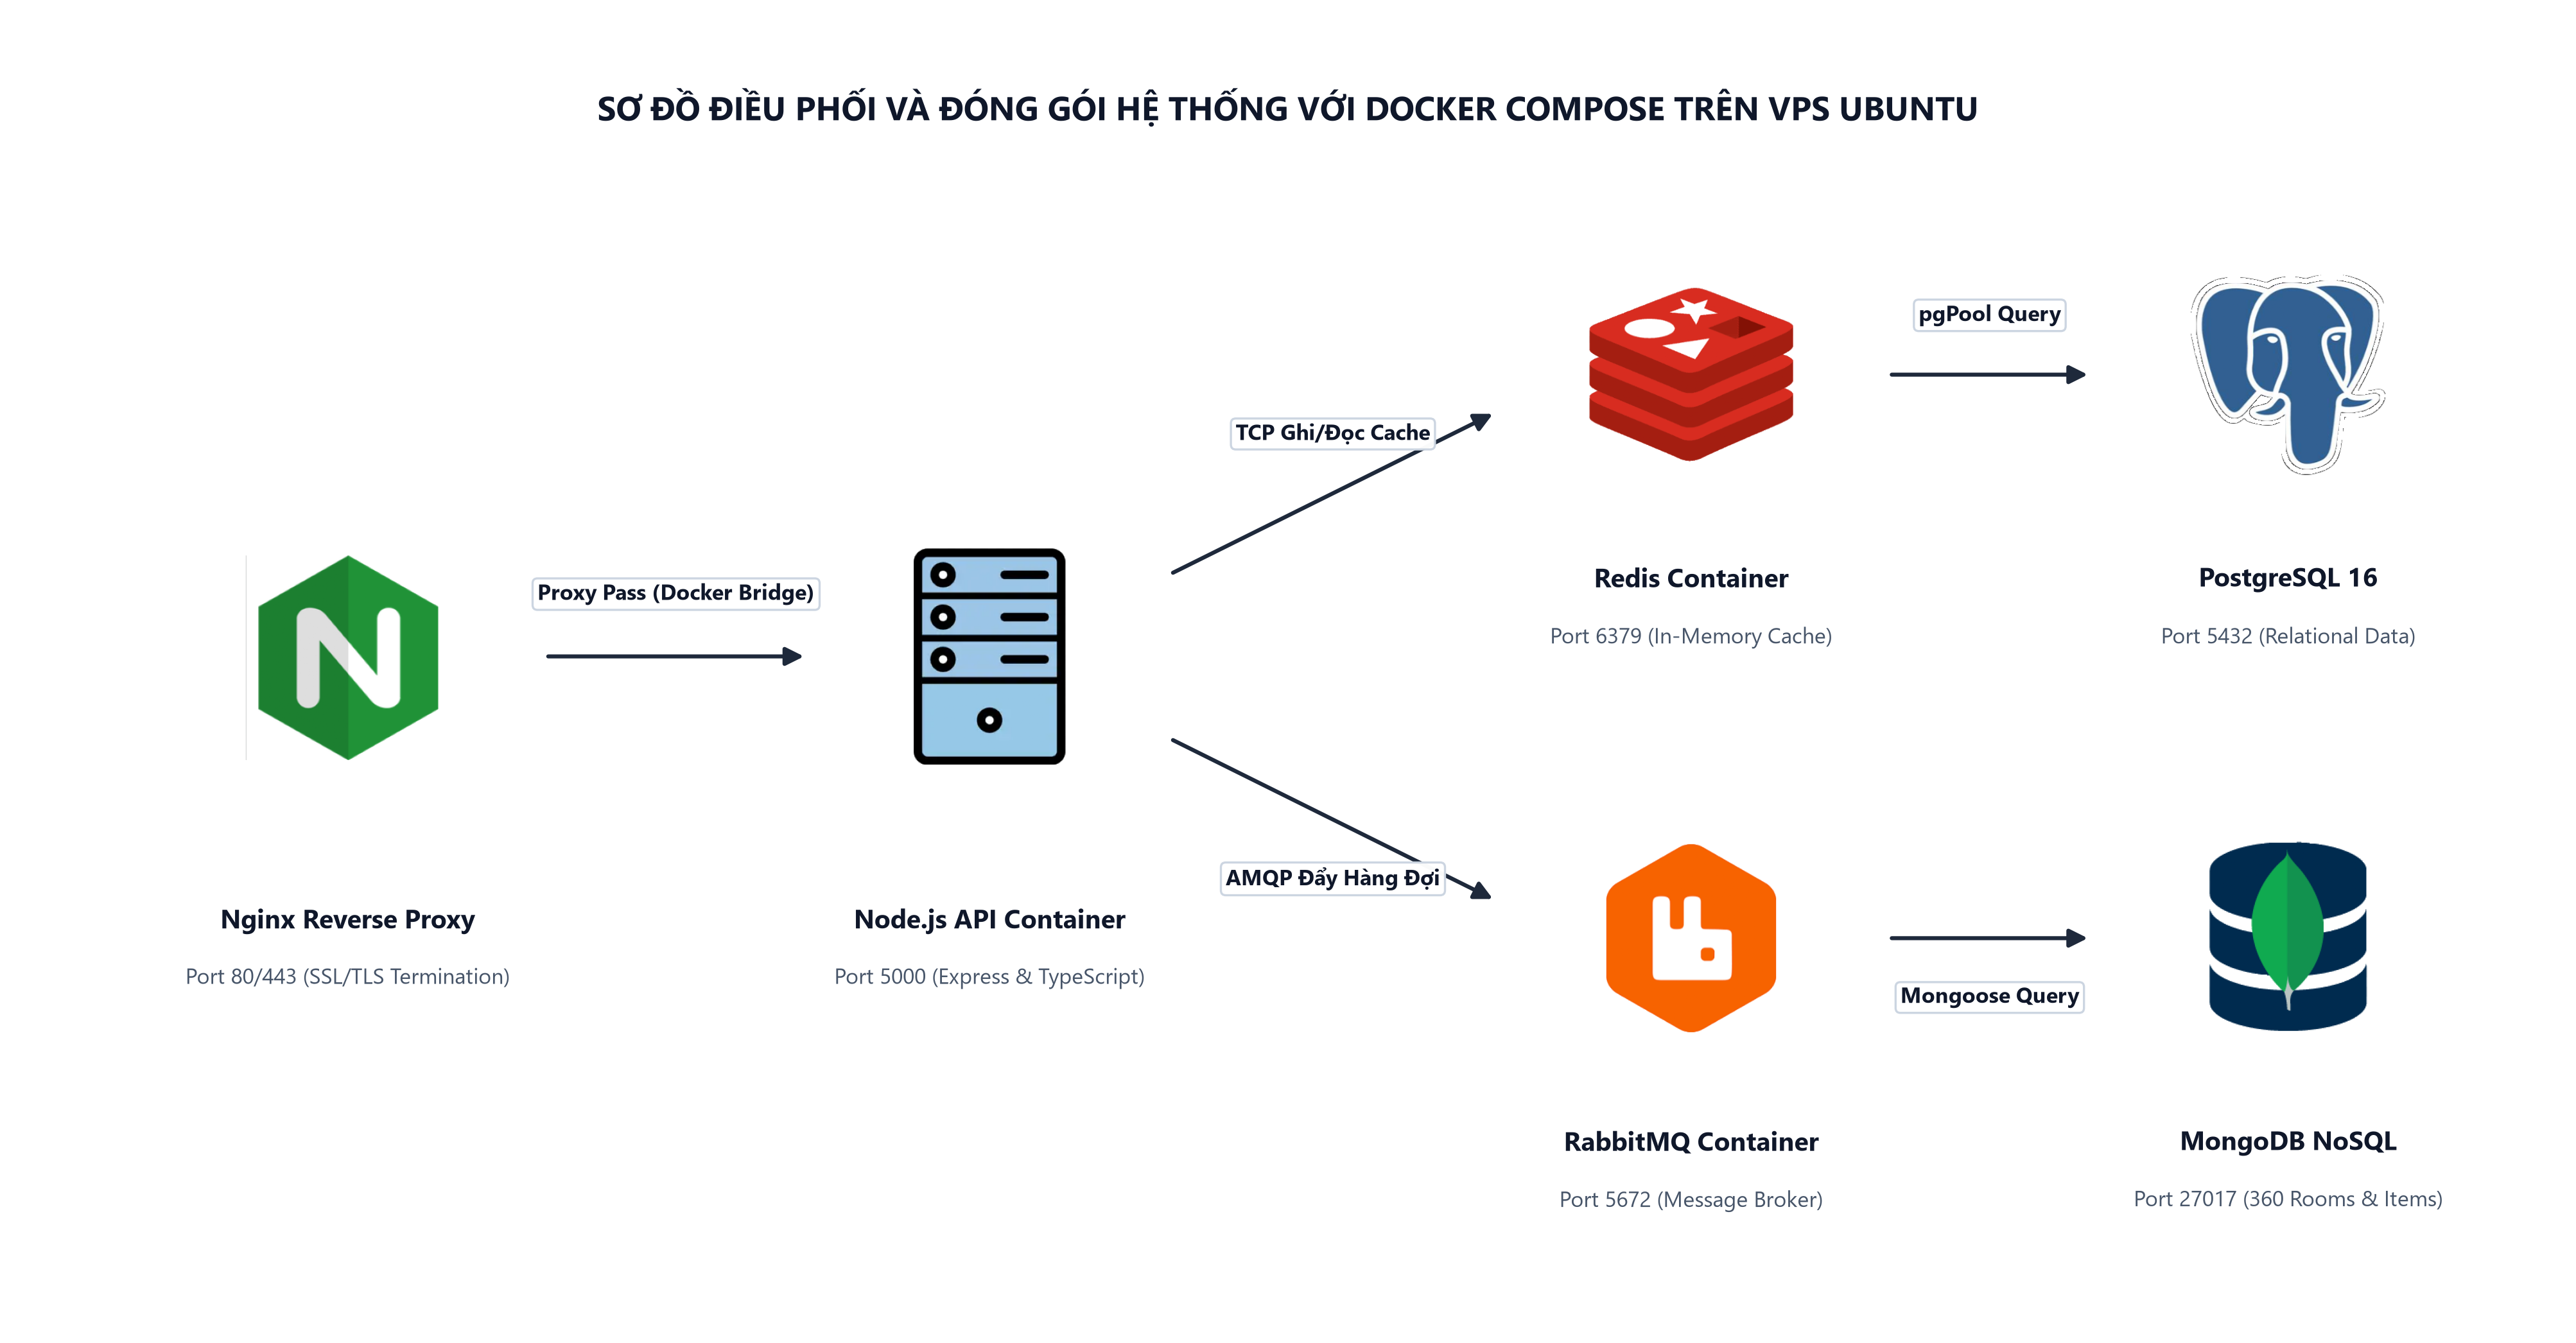 SƠ ĐỒ ĐIỀU PHỐI VÀ ĐÓNG GÓI HỆ THỐNG VỚI DOCKER COMPOSE TRÊN VPS UBUNTU
pgPool Query
TCP Ghi/Đọc Cache
Redis Container
Port 6379 (In-Memory Cache)
PostgreSQL 16
Port 5432 (Relational Data)
Proxy Pass (Docker Bridge)
Nginx Reverse Proxy
Port 80/443 (SSL/TLS Termination)
Node.js API Container
Port 5000 (Express & TypeScript)
AMQP Đẩy Hàng Đợi
Mongoose Query
RabbitMQ Container
Port 5672 (Message Broker)
MongoDB NoSQL
Port 27017 (360 Rooms & Items)